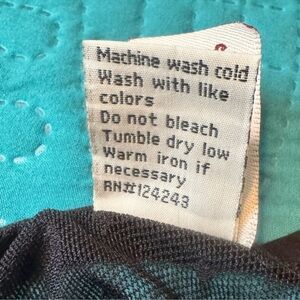 Machine wash cold
Wash with like
colors
Do not bleach
Tumble dry low
Warm iron if
necessary
RN#124243